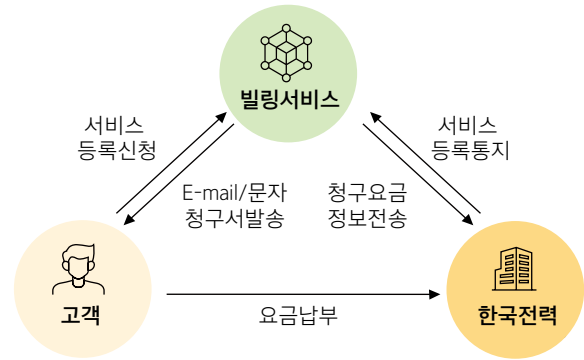 빌링서비스
서비스
등록신청
서비스
등록통지
E-mail/문자
청구서발송
청구요금
정보전송
고객
요금납부
한국전력